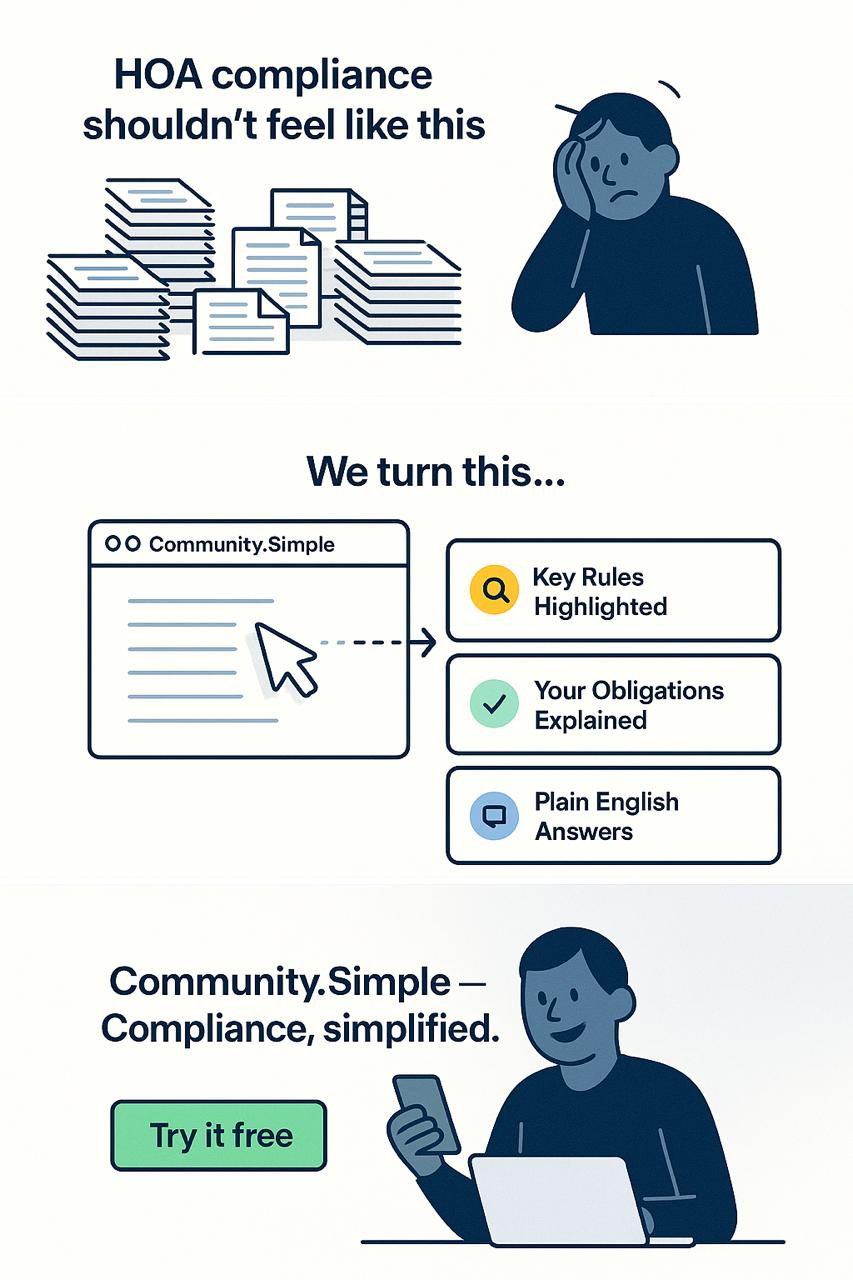 HOA compliance
shouldn’t feel like this
We turn this...
Community.Simple
Key Rules
Highlighted
Your Obligations
Explained
Plain English
Answers
Community.Simple —
Compliance, simplified.
Try it free